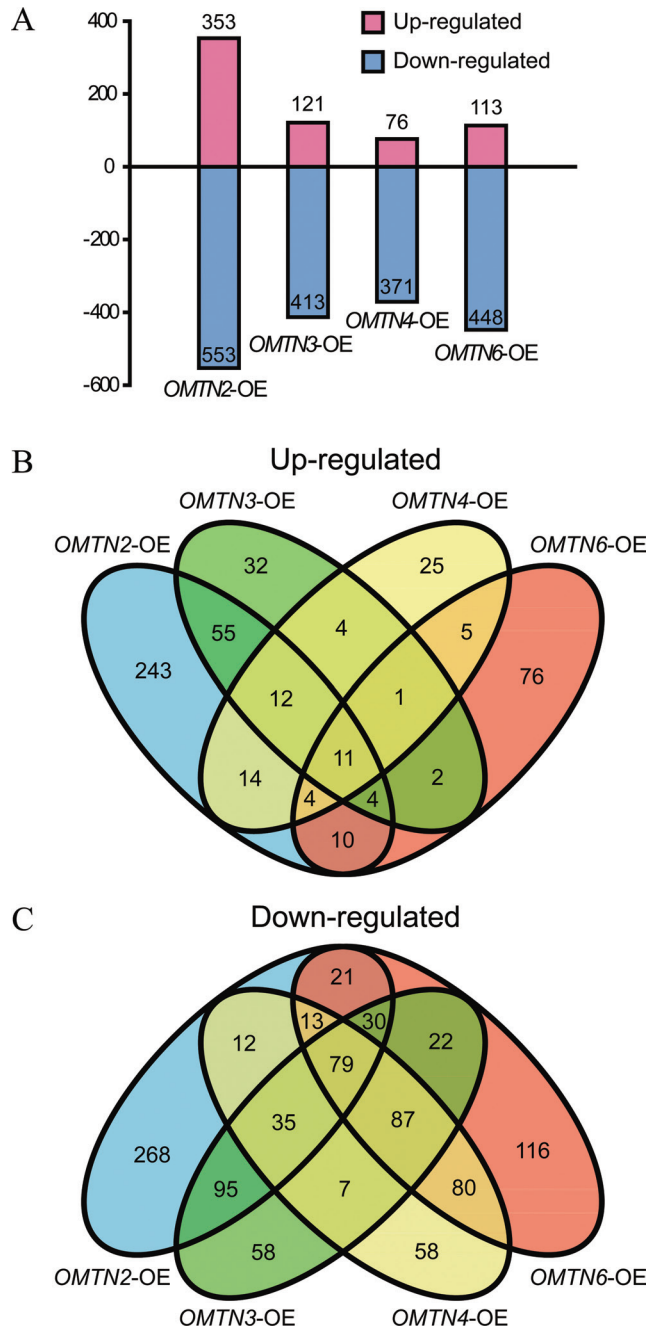 A
Up-regulated
Down-regulated
400
200
0
-200
-400
-600
353
121
76
113
553
413
371
448
OMTN2-OE
OMTN3-OE
OMTN4-OE
OMTN6-OE
B
Up-regulated
OMTN2-OE
OMTN3-OE
OMTN4-OE
OMTN6-OE
32
25
55
4
5
243
12
1
76
11
14
4
4
2
10
C
Down-regulated
21
13
30
12
22
79
35
87
268
116
95
7
80
58
58
OMTN2-OE
OMTN3-OE
OMTN4-OE
OMTN6-OE